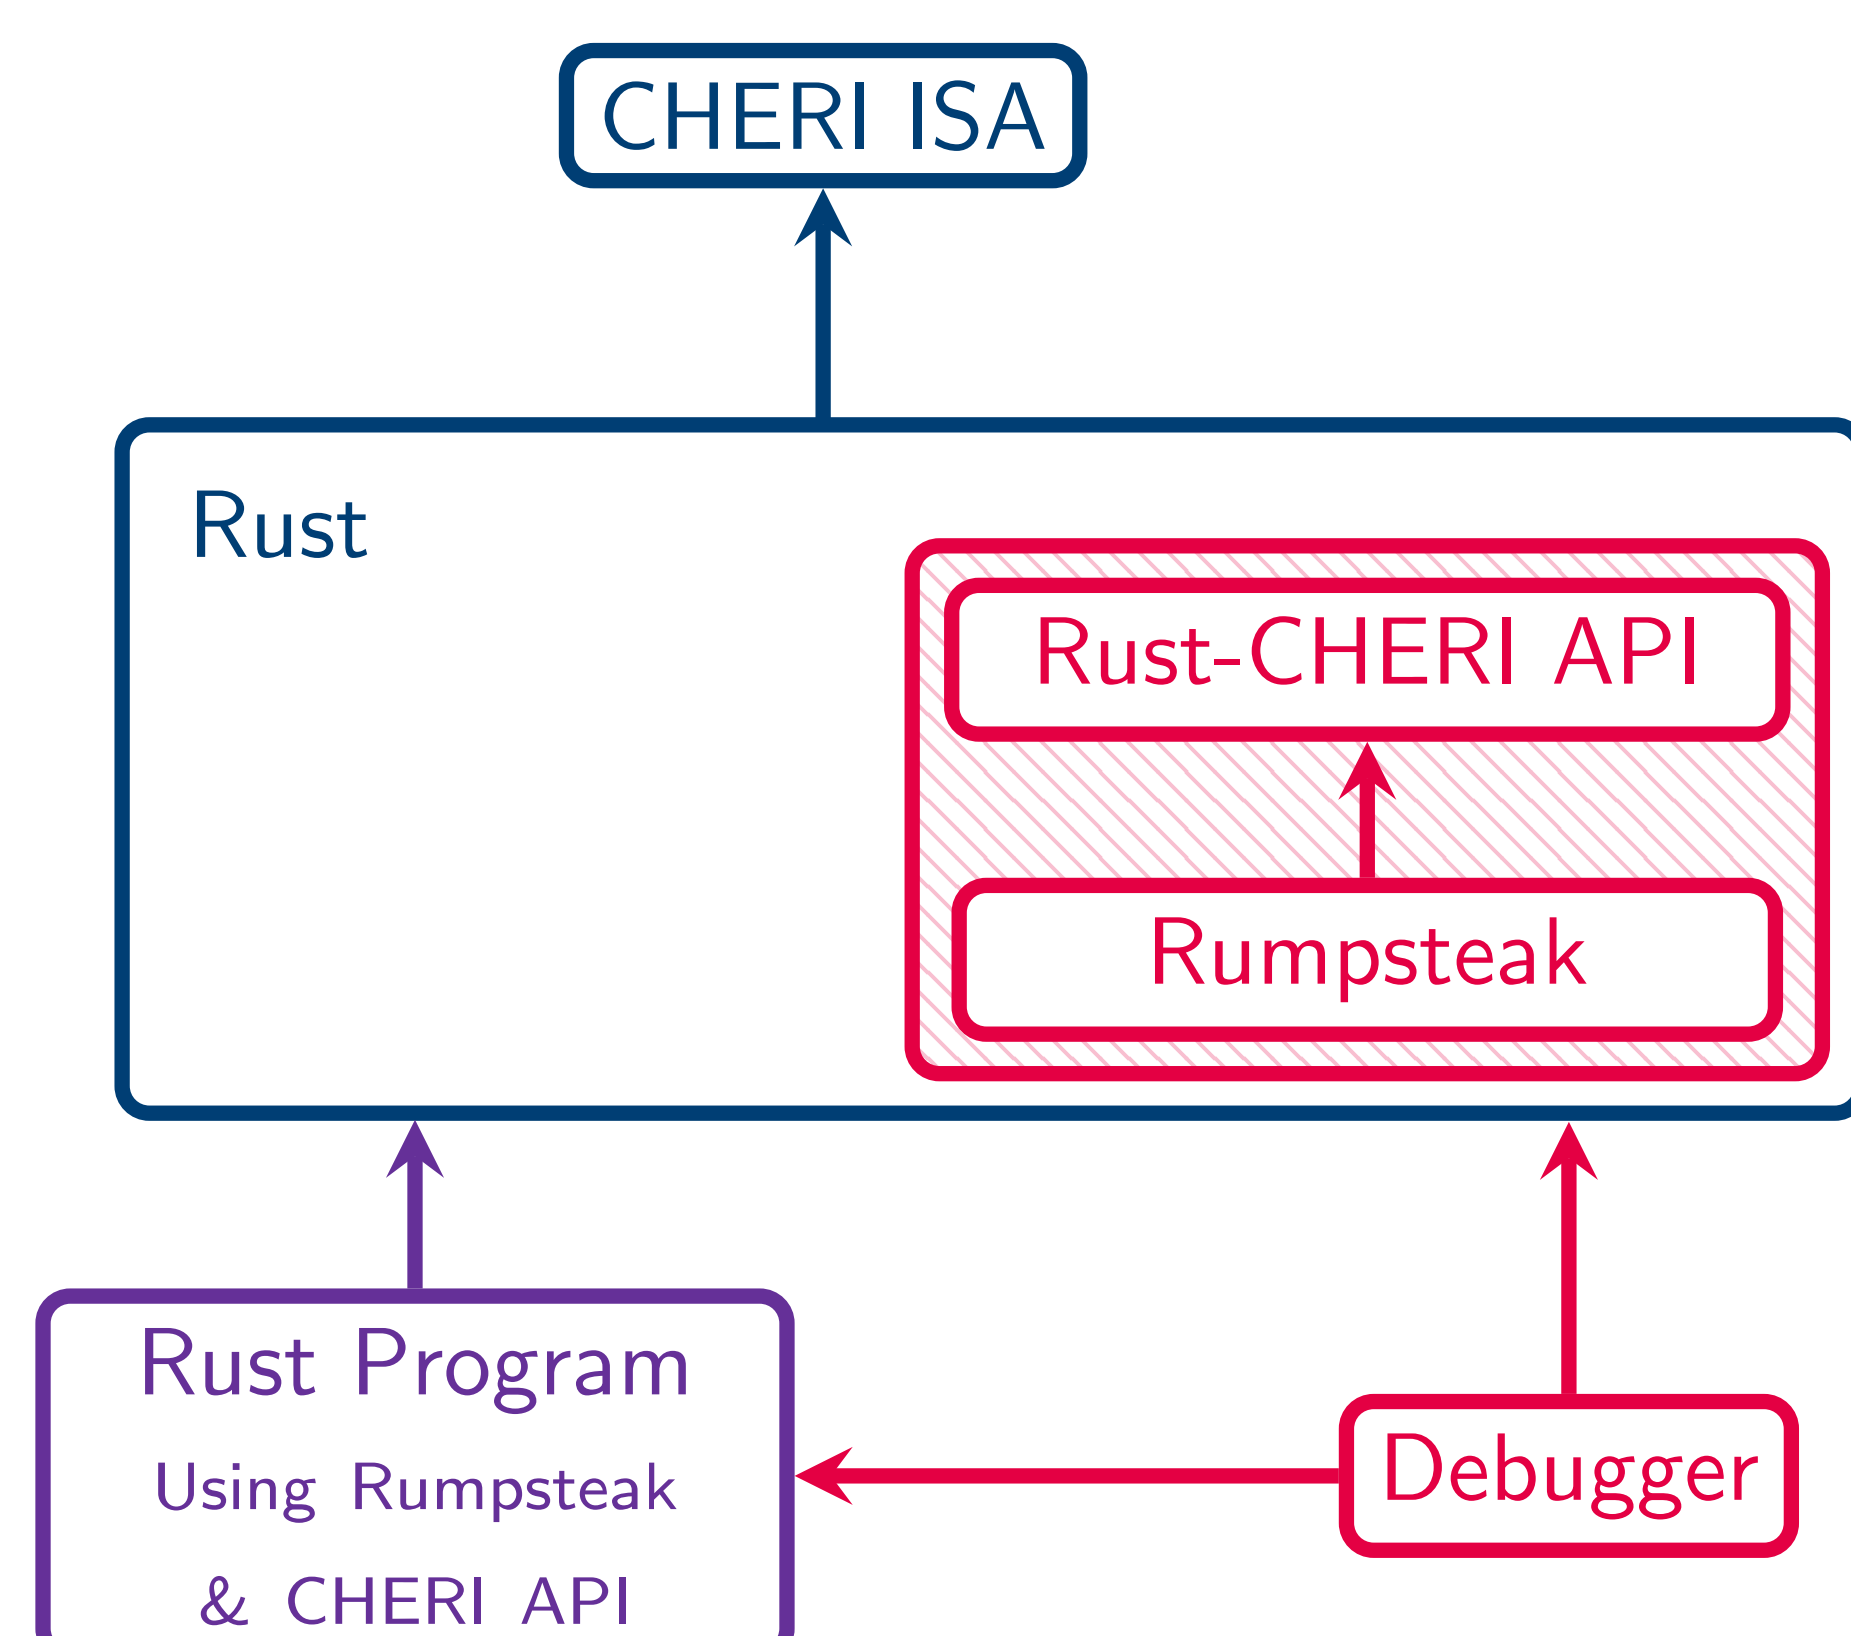 CHERI ISA
Rust
Rust-CHERI API
Rumpsteak
Rust Program
Using Rumpsteak
& CHERI API
Debugger